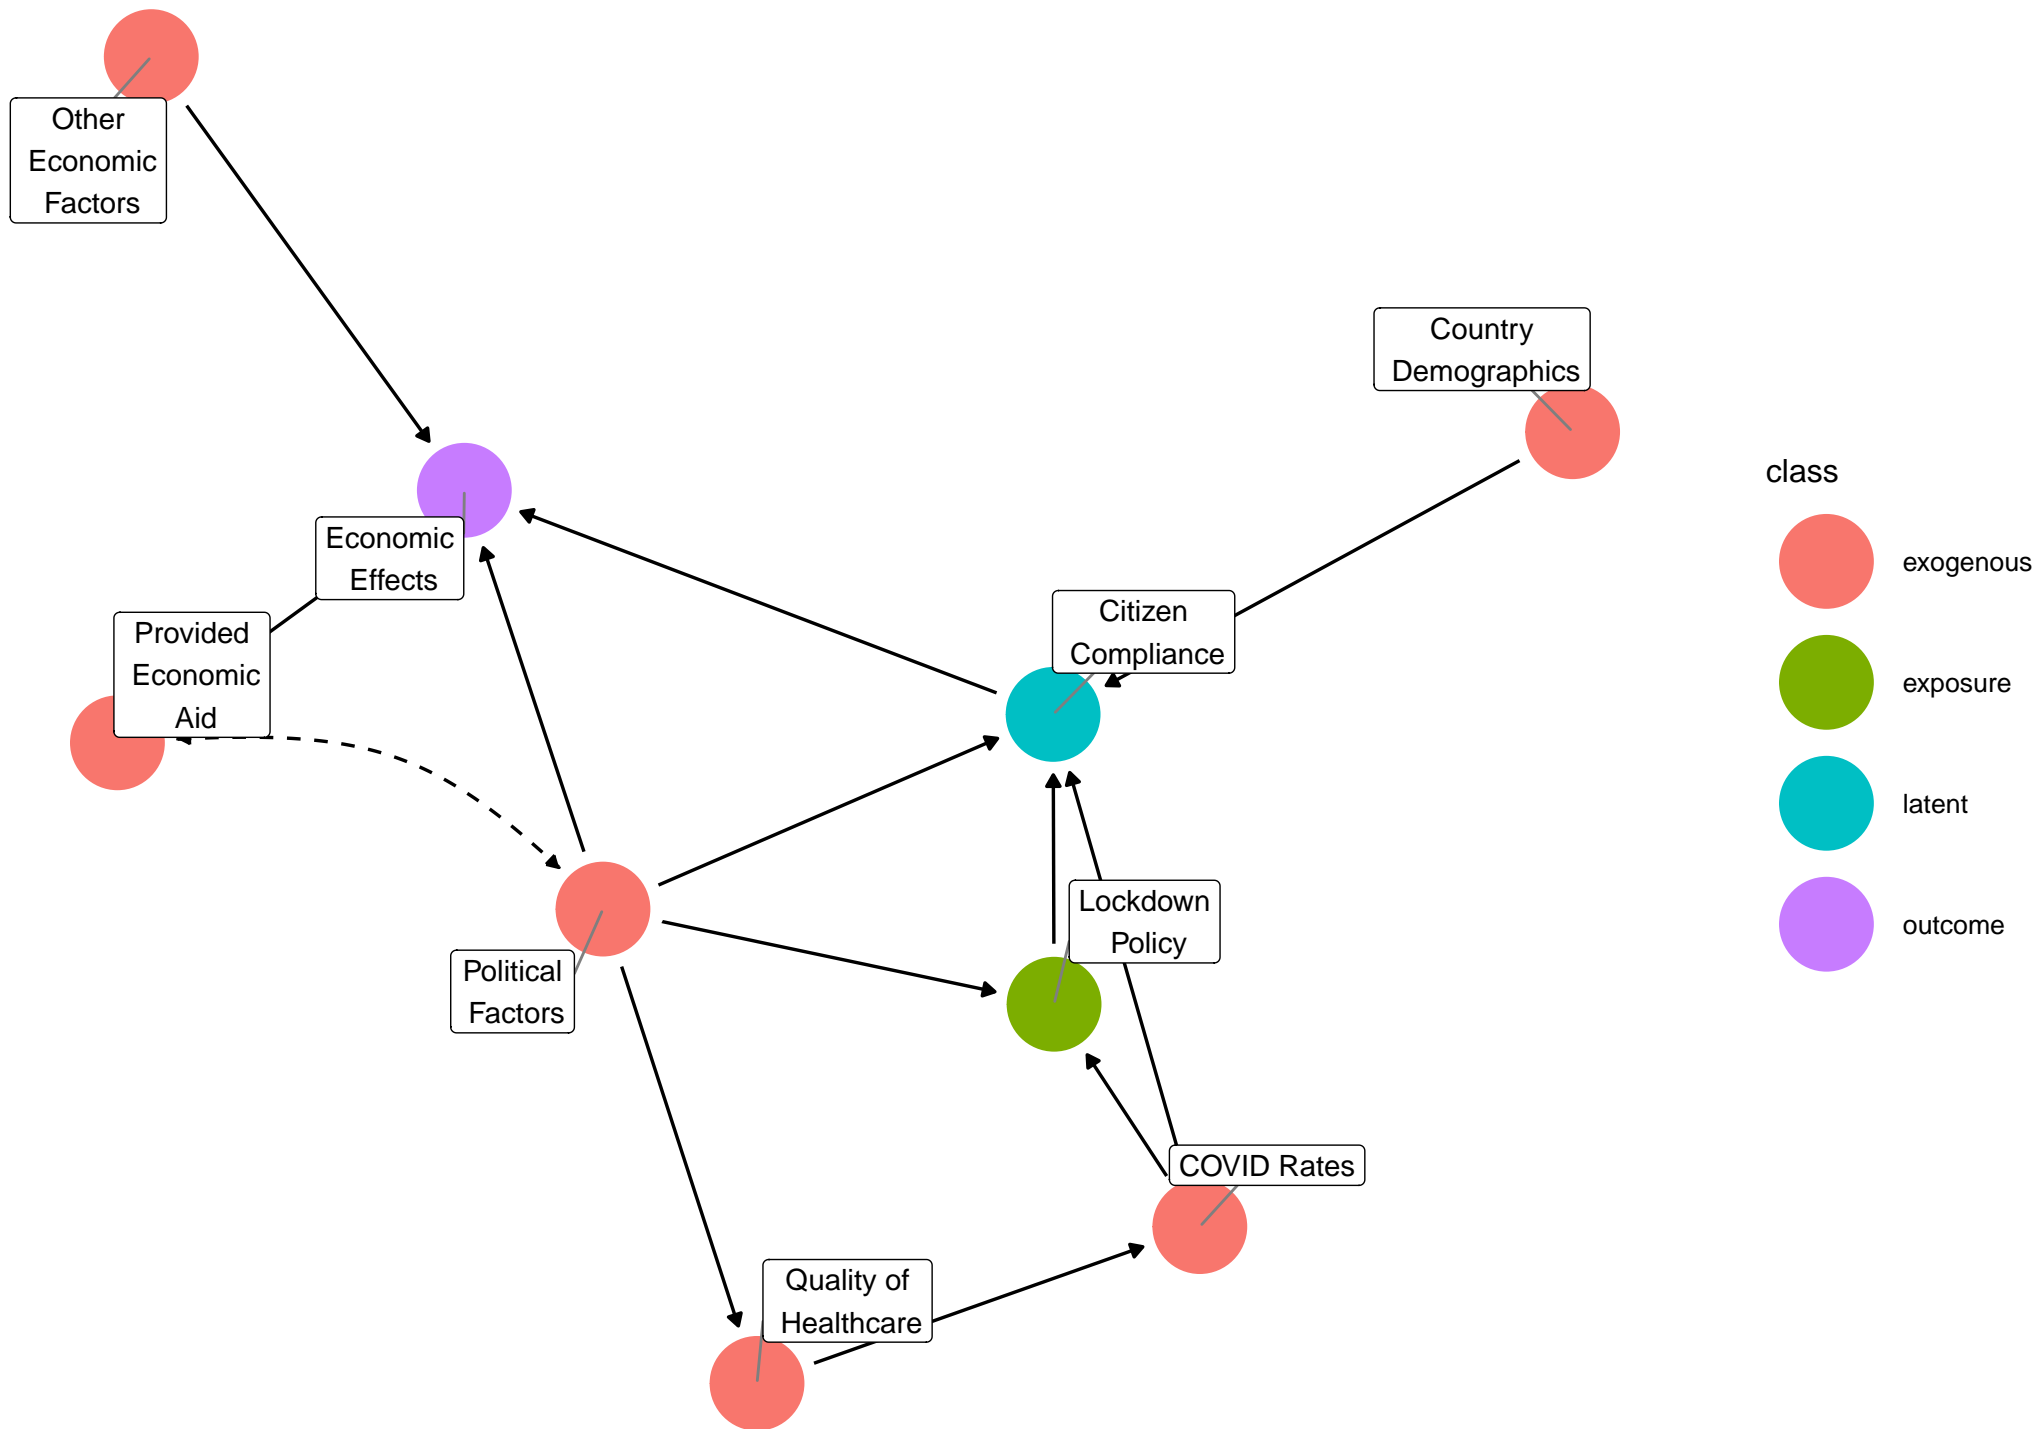 Other
Economic
Factors
Country
Demographics
class
exogenous
exposure
latent
outcome
Economic
Effects
Provided
Economic
Aid
Citizen
Compliance
Lockdown
Policy
Political
Factors
COVID Rates
Quality of
Healthcare